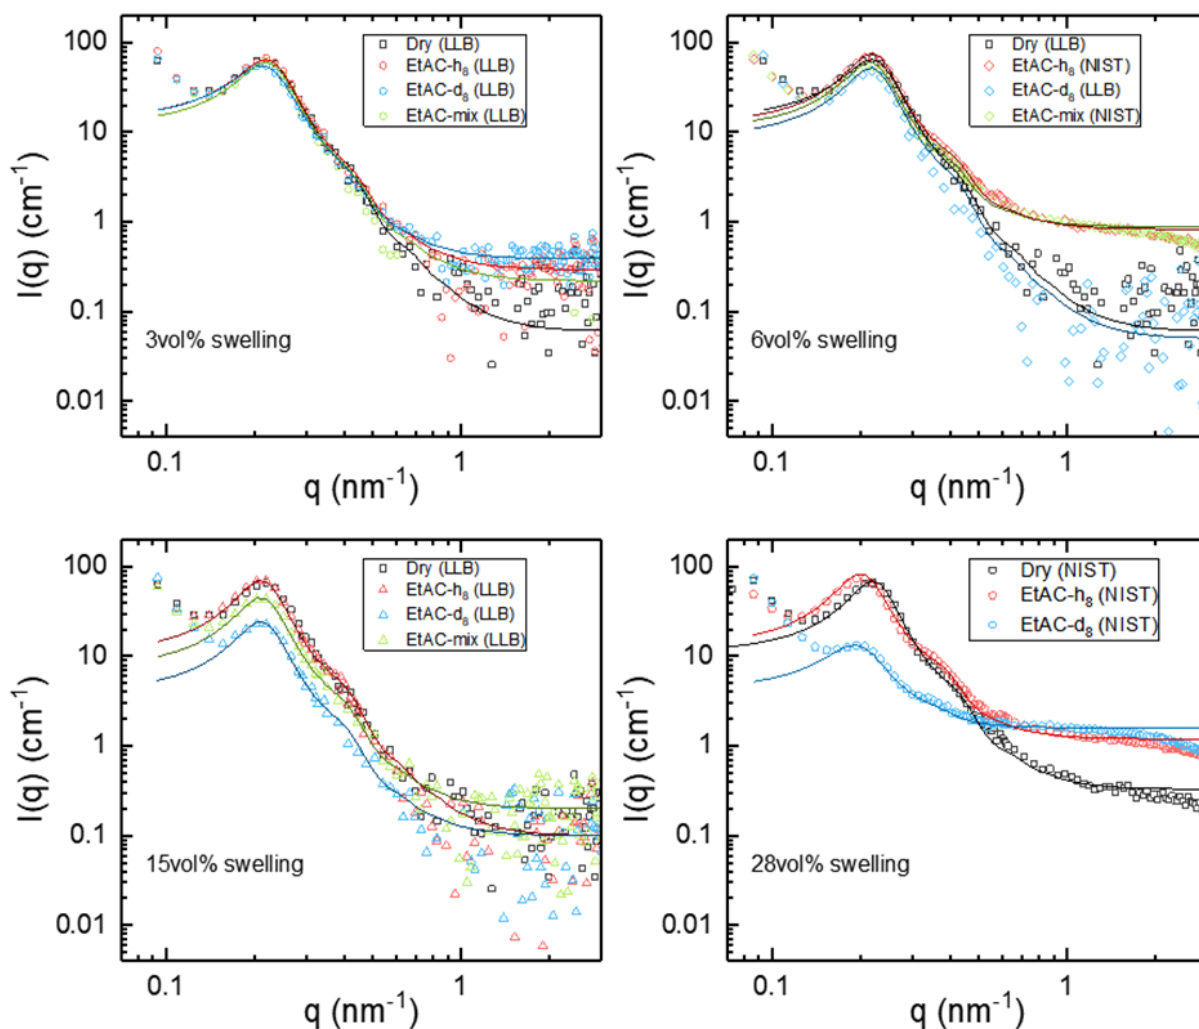 100
10
1
0.1
0.01
I(q) (cm⁻¹)
Dry (LLB)
EtAC-h₈ (LLB)
EtAC-d₈ (LLB)
EtAC-mix (LLB)
3vol% swelling
0.1
1
q (nm⁻¹)
100
10
1
0.1
0.01
I(q) (cm⁻¹)
Dry (LLB)
EtAC-h₈ (NIST)
EtAC-d₈ (LLB)
EtAC-mix (NIST)
6vol% swelling
0.1
1
q (nm⁻¹)
100
10
1
0.1
0.01
I(q) (cm⁻¹)
Dry (LLB)
EtAC-h₈ (LLB)
EtAC-d₈ (LLB)
EtAC-mix (LLB)
15vol% swelling
0.1
1
q (nm⁻¹)
100
10
1
0.1
0.01
I(q) (cm⁻¹)
Dry (NIST)
EtAC-h₈ (NIST)
EtAC-d₈ (NIST)
28vol% swelling
0.1
1
q (nm⁻¹)